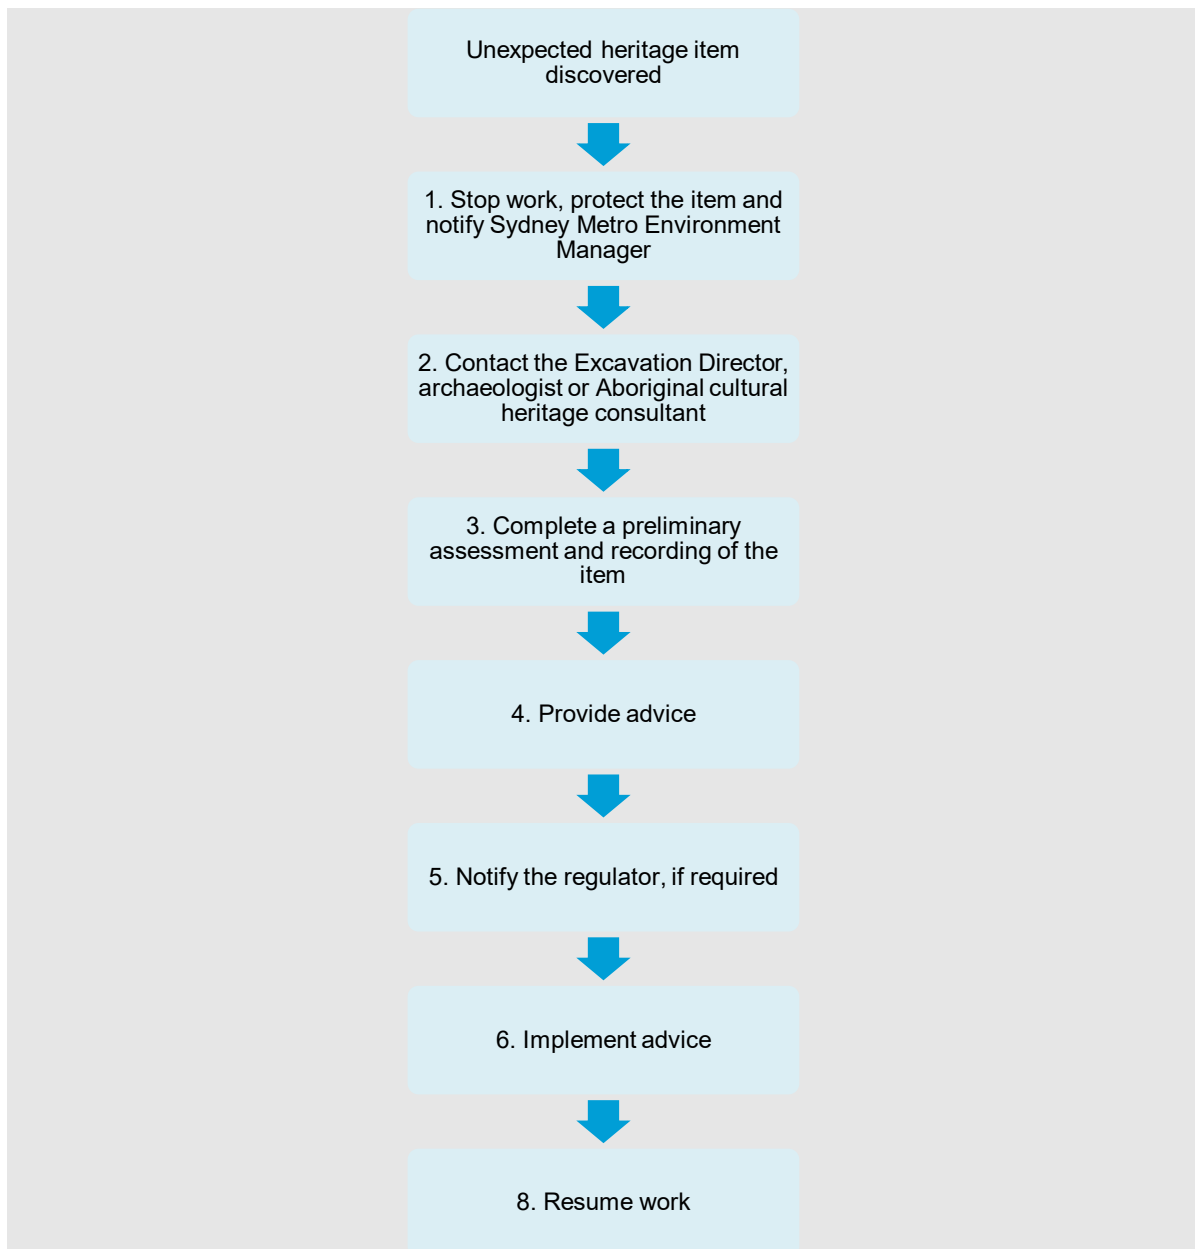 Unexpected heritage item
discovered
1. Stop work, protect the item and
notify Sydney Metro Environment
Manager
2. Contact the Excavation Director,
archaeologist or Aboriginal cultural
heritage consultant
3. Complete a preliminary
assessment and recording of the
item
4. Provide advice
5. Notify the regulator, if required
6. Implement advice
8. Resume work